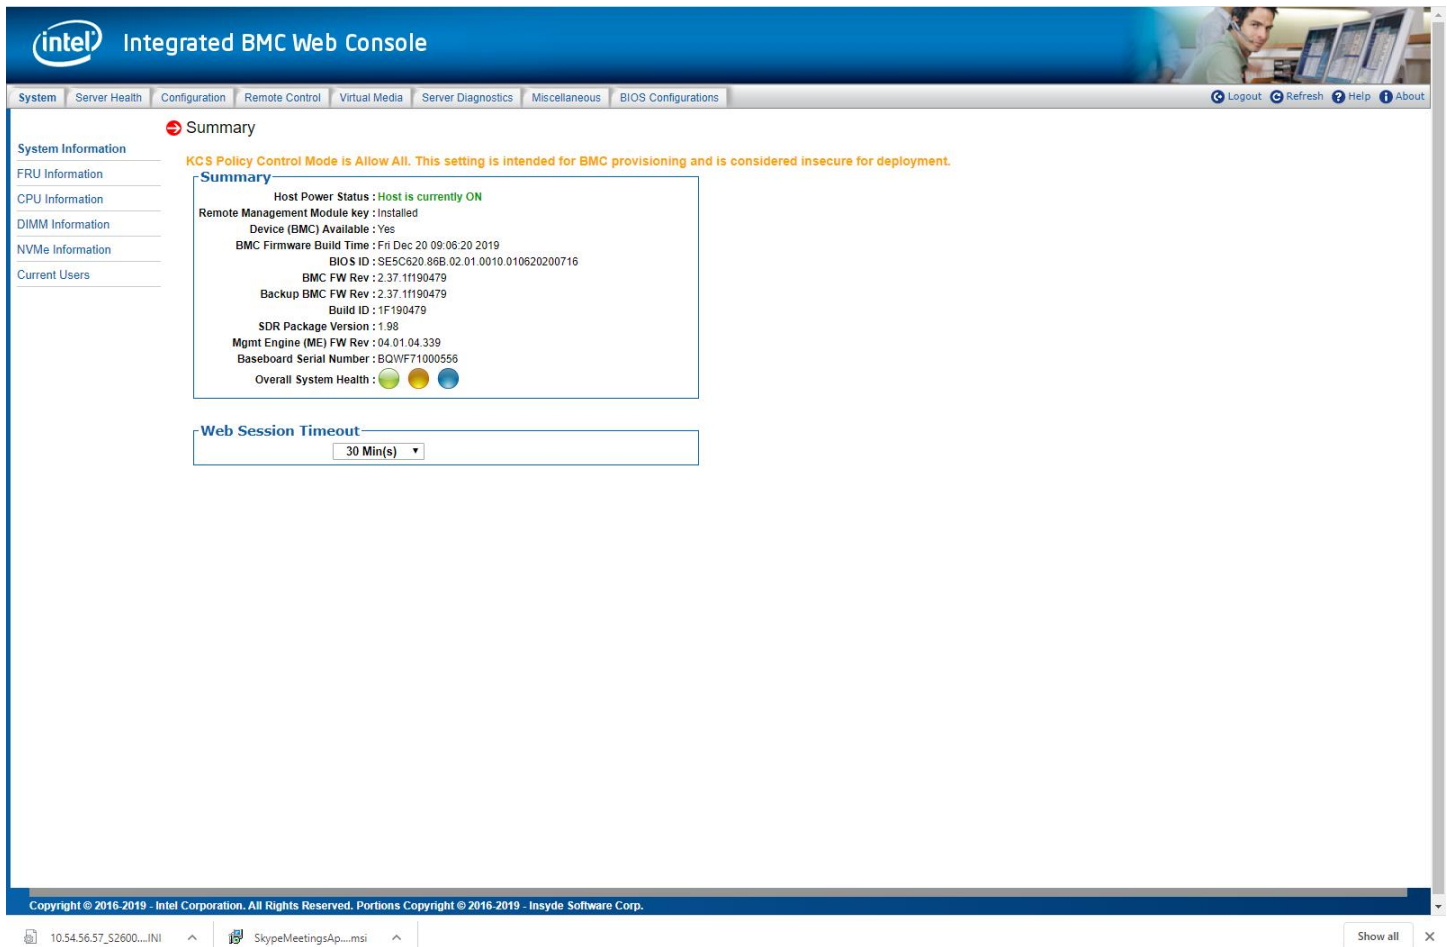 intel Integrated BMC Web Console
System Server Health Configuration Remote Control Virtual Media Server Diagnostics Miscellaneous BIOS Configurations Logout Refresh Help About
Summary
System Information
FRU Information
CPU Information
DIMM Information
NVMe Information
Current Users
KCS Policy Control Mode is Allow All. This setting is intended for BMC provisioning and is considered insecure for deployment.
Summary
Host Power Status : Host is currently ON
Remote Management Module key : Installed
Device (BMC) Available : Yes
BMC Firmware Build Time : Fri Dec 20 09:06:20 2019
BIOS ID : SE5C620.86B.02.01.0010.010620200716
BMC FW Rev : 2.37.1f190479
Backup BMC FW Rev : 2.37.1f190479
Build ID : 1F190479
SDR Package Version : 1.98
Mgmt Engine (ME) FW Rev : 04.01.04.339
Baseboard Serial Number : BQWF71000556
Overall System Health :
Web Session Timeout
30 Min(s)
Copyright © 2016-2019 - Intel Corporation. All Rights Reserved. Portions Copyright © 2016-2019 - Insyde Software Corp.
10.54.56.57_S2600....INI SkypeMeetingsAp....msi Show all